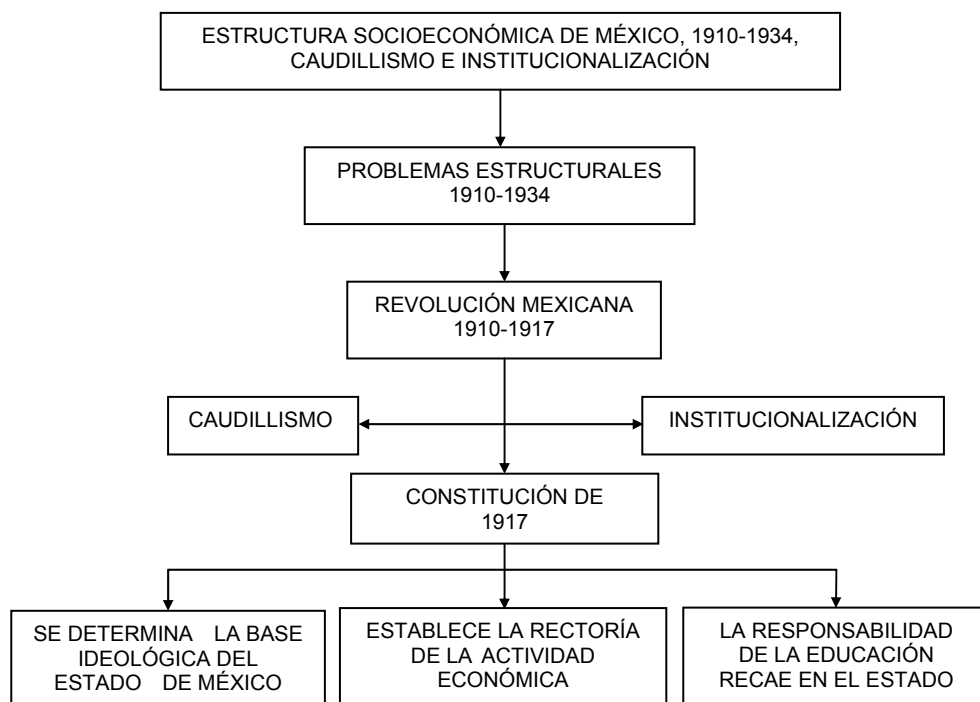 ESTRUCTURA SOCIOECONÓMICA DE MÉXICO, 1910-1934,
CAUDILLISMO E INSTITUCIONALIZACIÓN
PROBLEMAS ESTRUCTURALES
1910-1934
REVOLUCIÓN MEXICANA
1910-1917
CAUDILLISMO
INSTITUCIONALIZACIÓN
CONSTITUCIÓN DE
1917
SE DETERMINA LA BASE
IDEOLÓGICA DEL
ESTADO DE MÉXICO
ESTABLECE LA RECTORÍA
DE LA ACTIVIDAD
ECONÓMICA
LA RESPONSABILIDAD
DE LA EDUCACIÓN
RECAE EN EL ESTADO